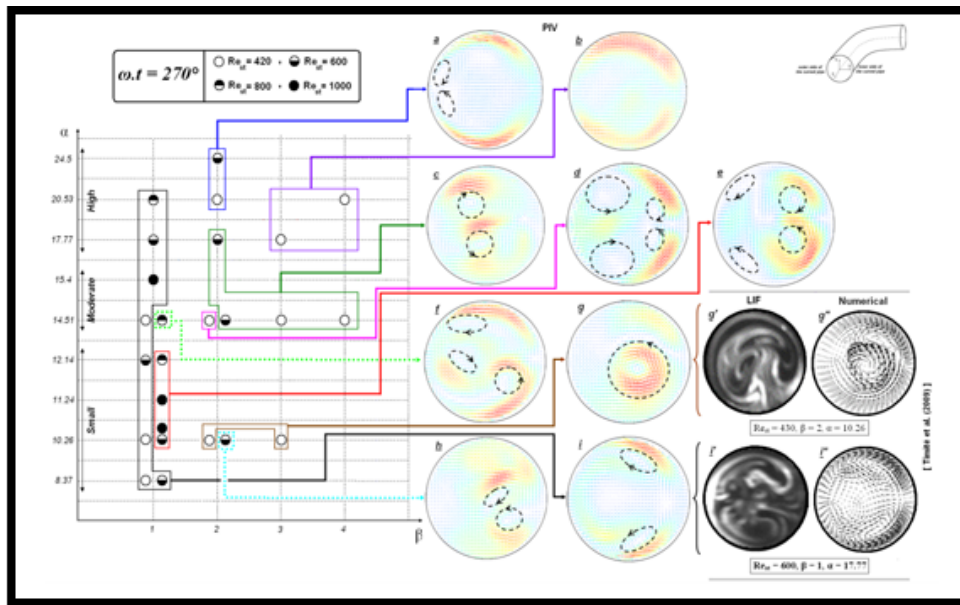 PIV
a
b
ω.t = 270°
Re_st = 420 , Re_st = 600
Re_st = 800 , Re_st = 1000
α
24.5
20.53
17.77
15.4
14.51
12.14
11.24
10.26
8.37
High
Moderate
Small
1 2 3 4
β
c
d
e
f
g
LIF
Numerical
g'
g''
Re_st = 430, β = 2, α = 10.26
h
i
i'
i''
Re_st = 600, β = 1, α = 17.77
[ Timite et al. (2009) ]